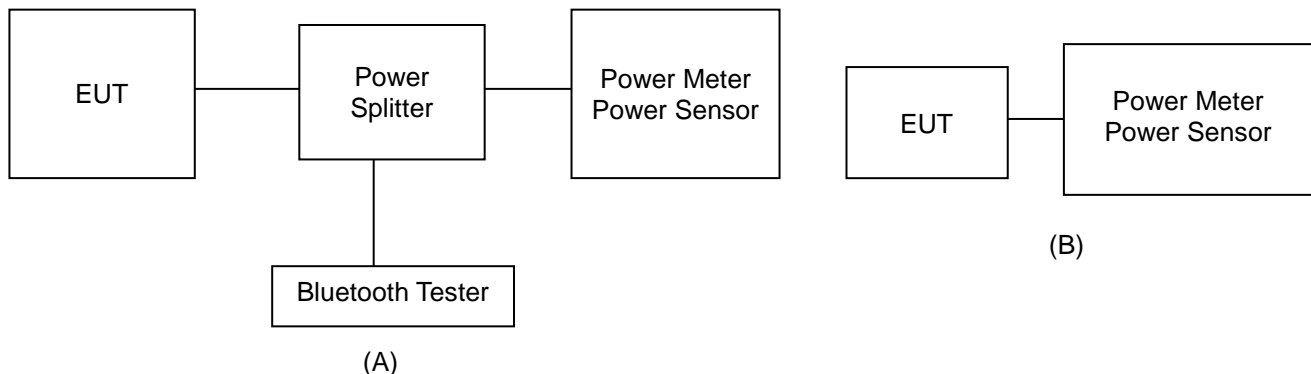 EUT
Power
Splitter
Power Meter
Power Sensor
Bluetooth Tester
(A)
EUT
Power Meter
Power Sensor
(B)